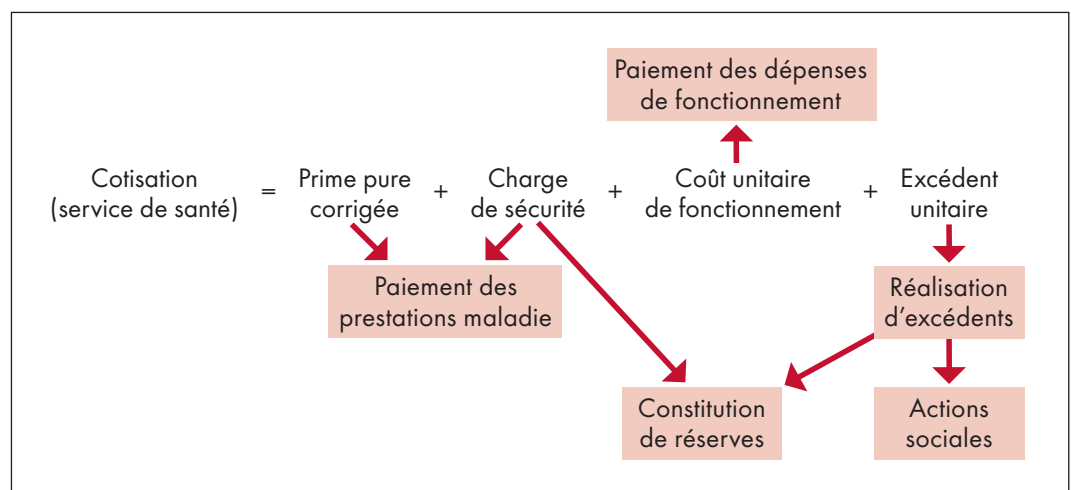 Paiement des dépenses
de fonctionnement
Cotisation
(service de santé)
=
Prime pure
corrigée
+
Charge
de sécurité
+
Coût unitaire
de fonctionnement
+
Excédent
unitaire
Paiement des
prestations maladie
Réalisation
d'excédents
Constitution
de réserves
Actions
sociales